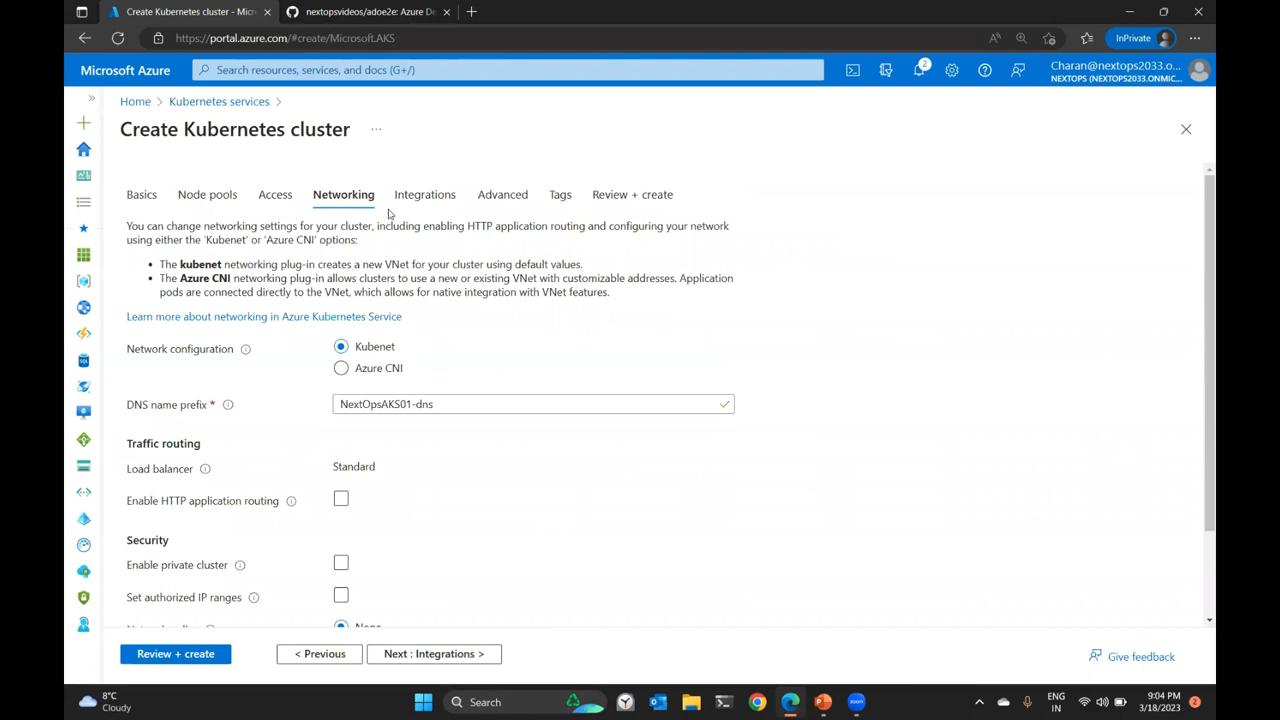 Create Kubernetes cluster - Micr
nextopsvideos/adoe2e: Azure De
https://portal.azure.com/#create/Microsoft.AKS
InPrivate
Microsoft Azure
Search resources, services, and docs (G+/)
2
Charan@nextops2033.o...
NEXTOPS (NEXTOPS2033.ONMIC...
Home > Kubernetes services >
Create Kubernetes cluster ...
Basics Node pools Access Networking Integrations Advanced Tags Review + create
You can change networking settings for your cluster, including enabling HTTP application routing and configuring your network
using either the 'Kubenet' or 'Azure CNI' options:
• The kubenet networking plug-in creates a new VNet for your cluster using default values.
• The Azure CNI networking plug-in allows clusters to use a new or existing VNet with customizable addresses. Application
pods are connected directly to the VNet, which allows for native integration with VNet features.
Learn more about networking in Azure Kubernetes Service
Network configuration
Kubenet
Azure CNI
DNS name prefix *
NextOpsAKS01-dns
Traffic routing
Load balancer
Standard
Enable HTTP application routing
Security
Enable private cluster
Set authorized IP ranges
None
Review + create
< Previous
Next : Integrations >
Give feedback
8°C
Cloudy
Search
ENG
IN
9:04 PM
3/18/2023
2